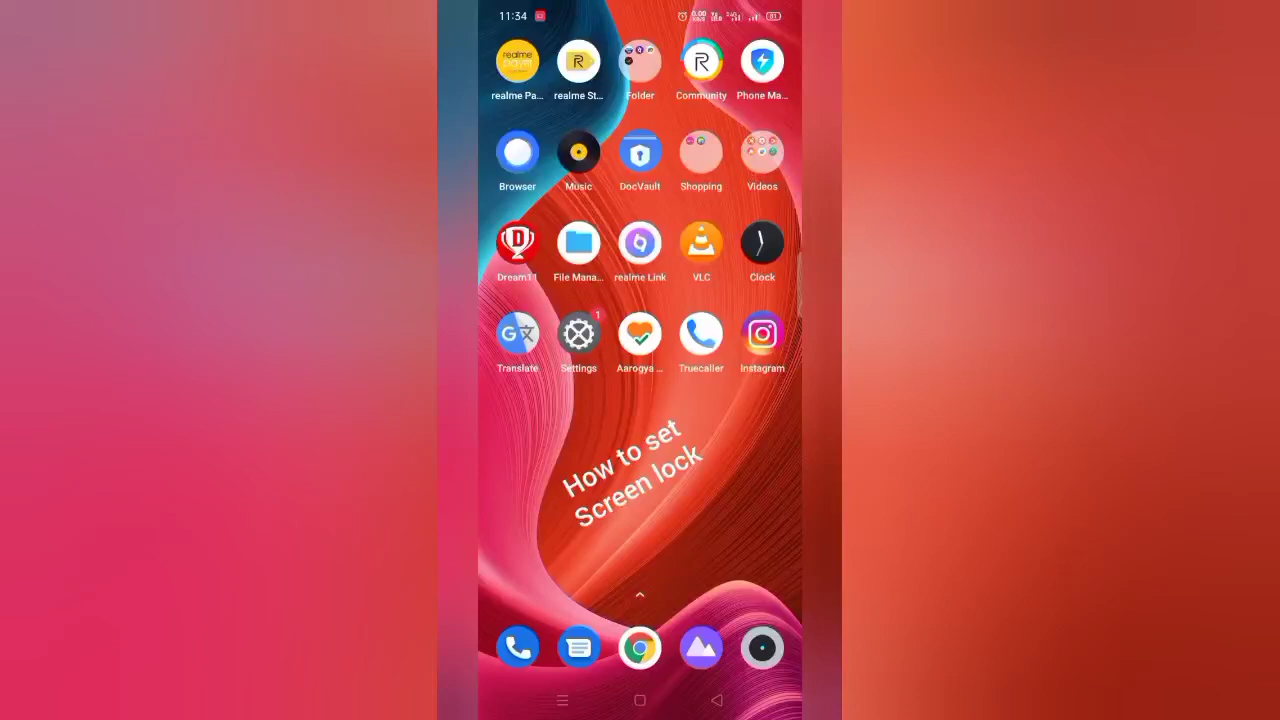 11:34
realme Pa...
realme St...
Folder
Community
Phone Ma...
Browser
Music
DocVault
Shopping
Videos
Dream11
File Mana...
realme Link
VLC
Clock
1
Translate
Settings
Aarogya ...
Truecaller
Instagram
How to set
Screen lock